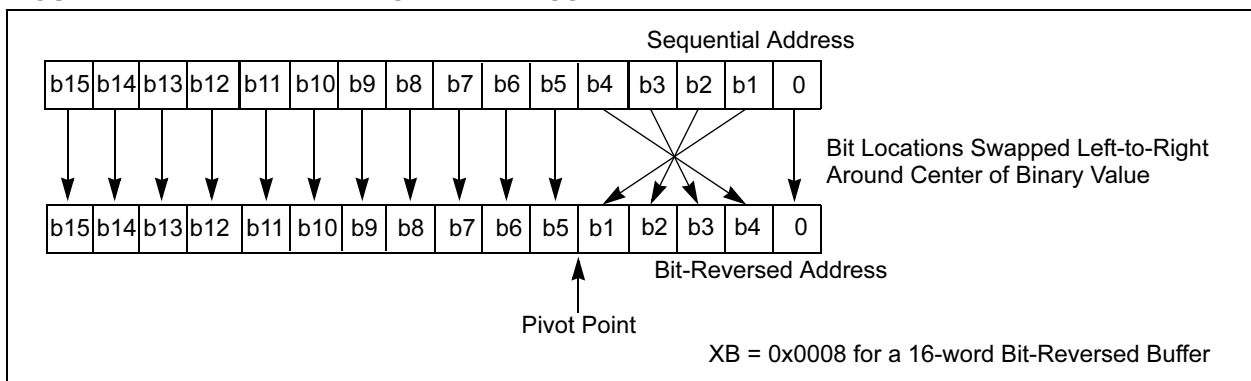 Sequential Address
b15 b14 b13 b12 b11 b10 b9 b8 b7 b6 b5 b4 b3 b2 b1 0
Bit Locations Swapped Left-to-Right
Around Center of Binary Value
b15 b14 b13 b12 b11 b10 b9 b8 b7 b6 b5 b1 b2 b3 b4 0
Bit-Reversed Address
Pivot Point
XB = 0x0008 for a 16-word Bit-Reversed Buffer